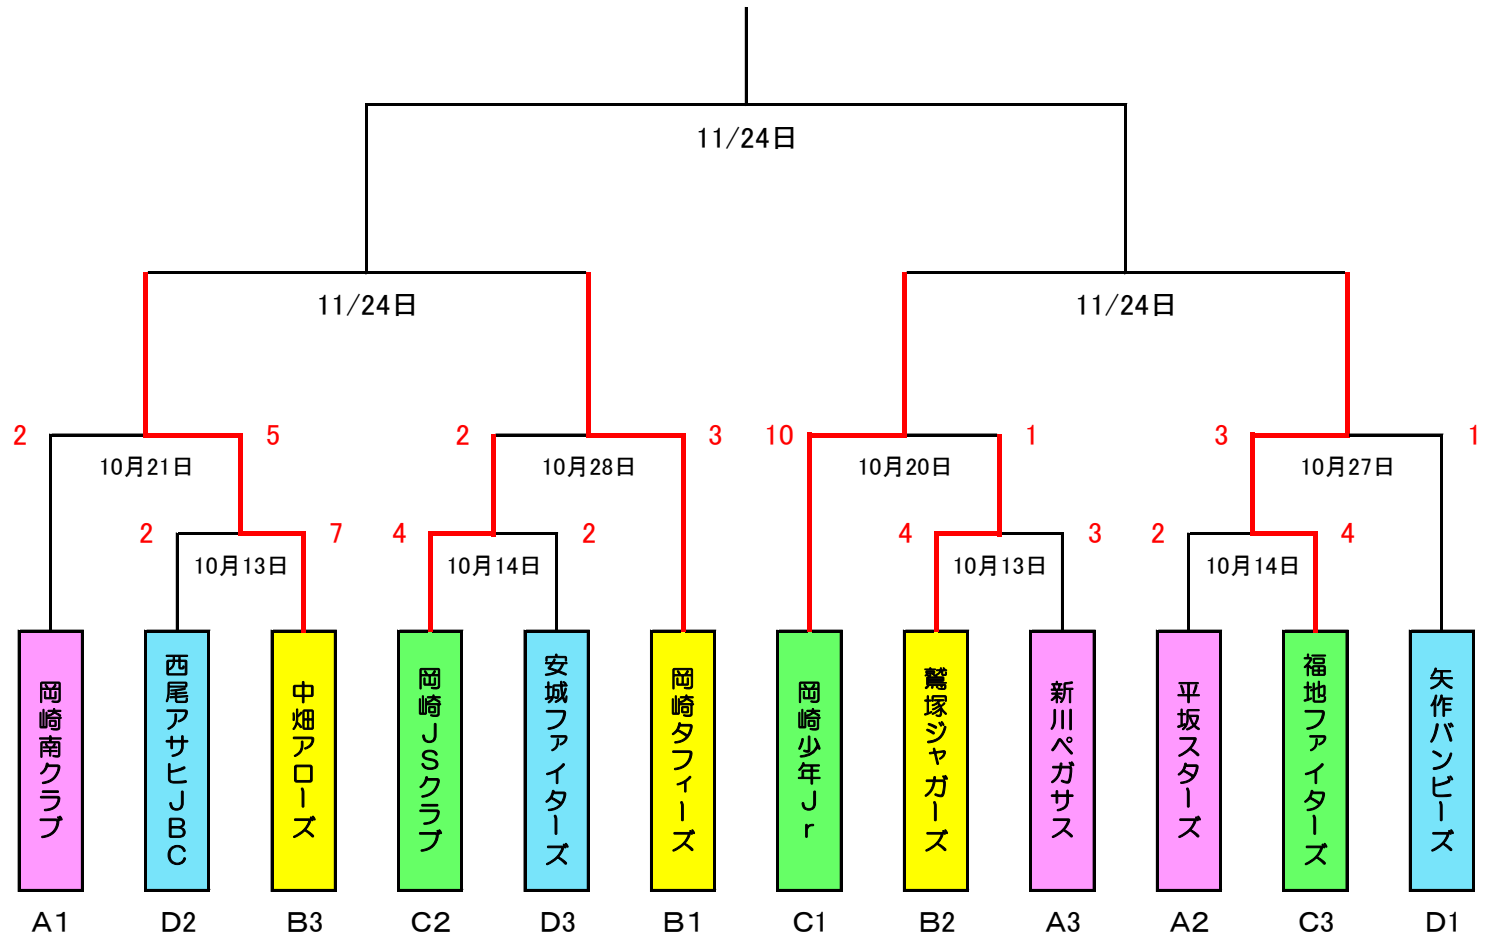 11/24日
11/24日
11/24日
2
5
2
3
10
1
3
1
10月21日
10月28日
10月20日
10月27日
2
7
4
2
4
3
2
4
10月13日
10月14日
10月13日
10月14日
岡崎南クラブ
西尾アサヒJBC
中畑アローズ
岡崎JSクラブ
安城ファイターズ
岡崎タフィーズ
岡崎少年Jr
鷲塚ジャガーズ
新川ペガサス
平坂スターズ
福地ファイターズ
矢作バンビーズ
A1
D2
B3
C2
D3
B1
C1
B2
A3
A2
C3
D1